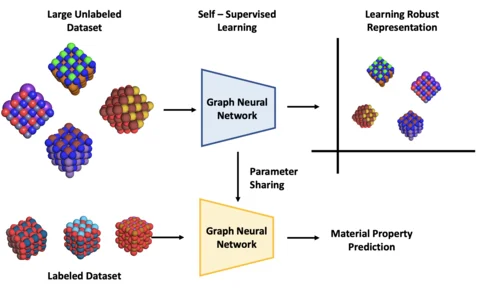 Large Unlabeled
Dataset
Self – Supervised
Learning
Learning Robust
Representation
Graph Neural
Network
Parameter
Sharing
Graph Neural
Network
Material Property
Prediction
Labeled Dataset